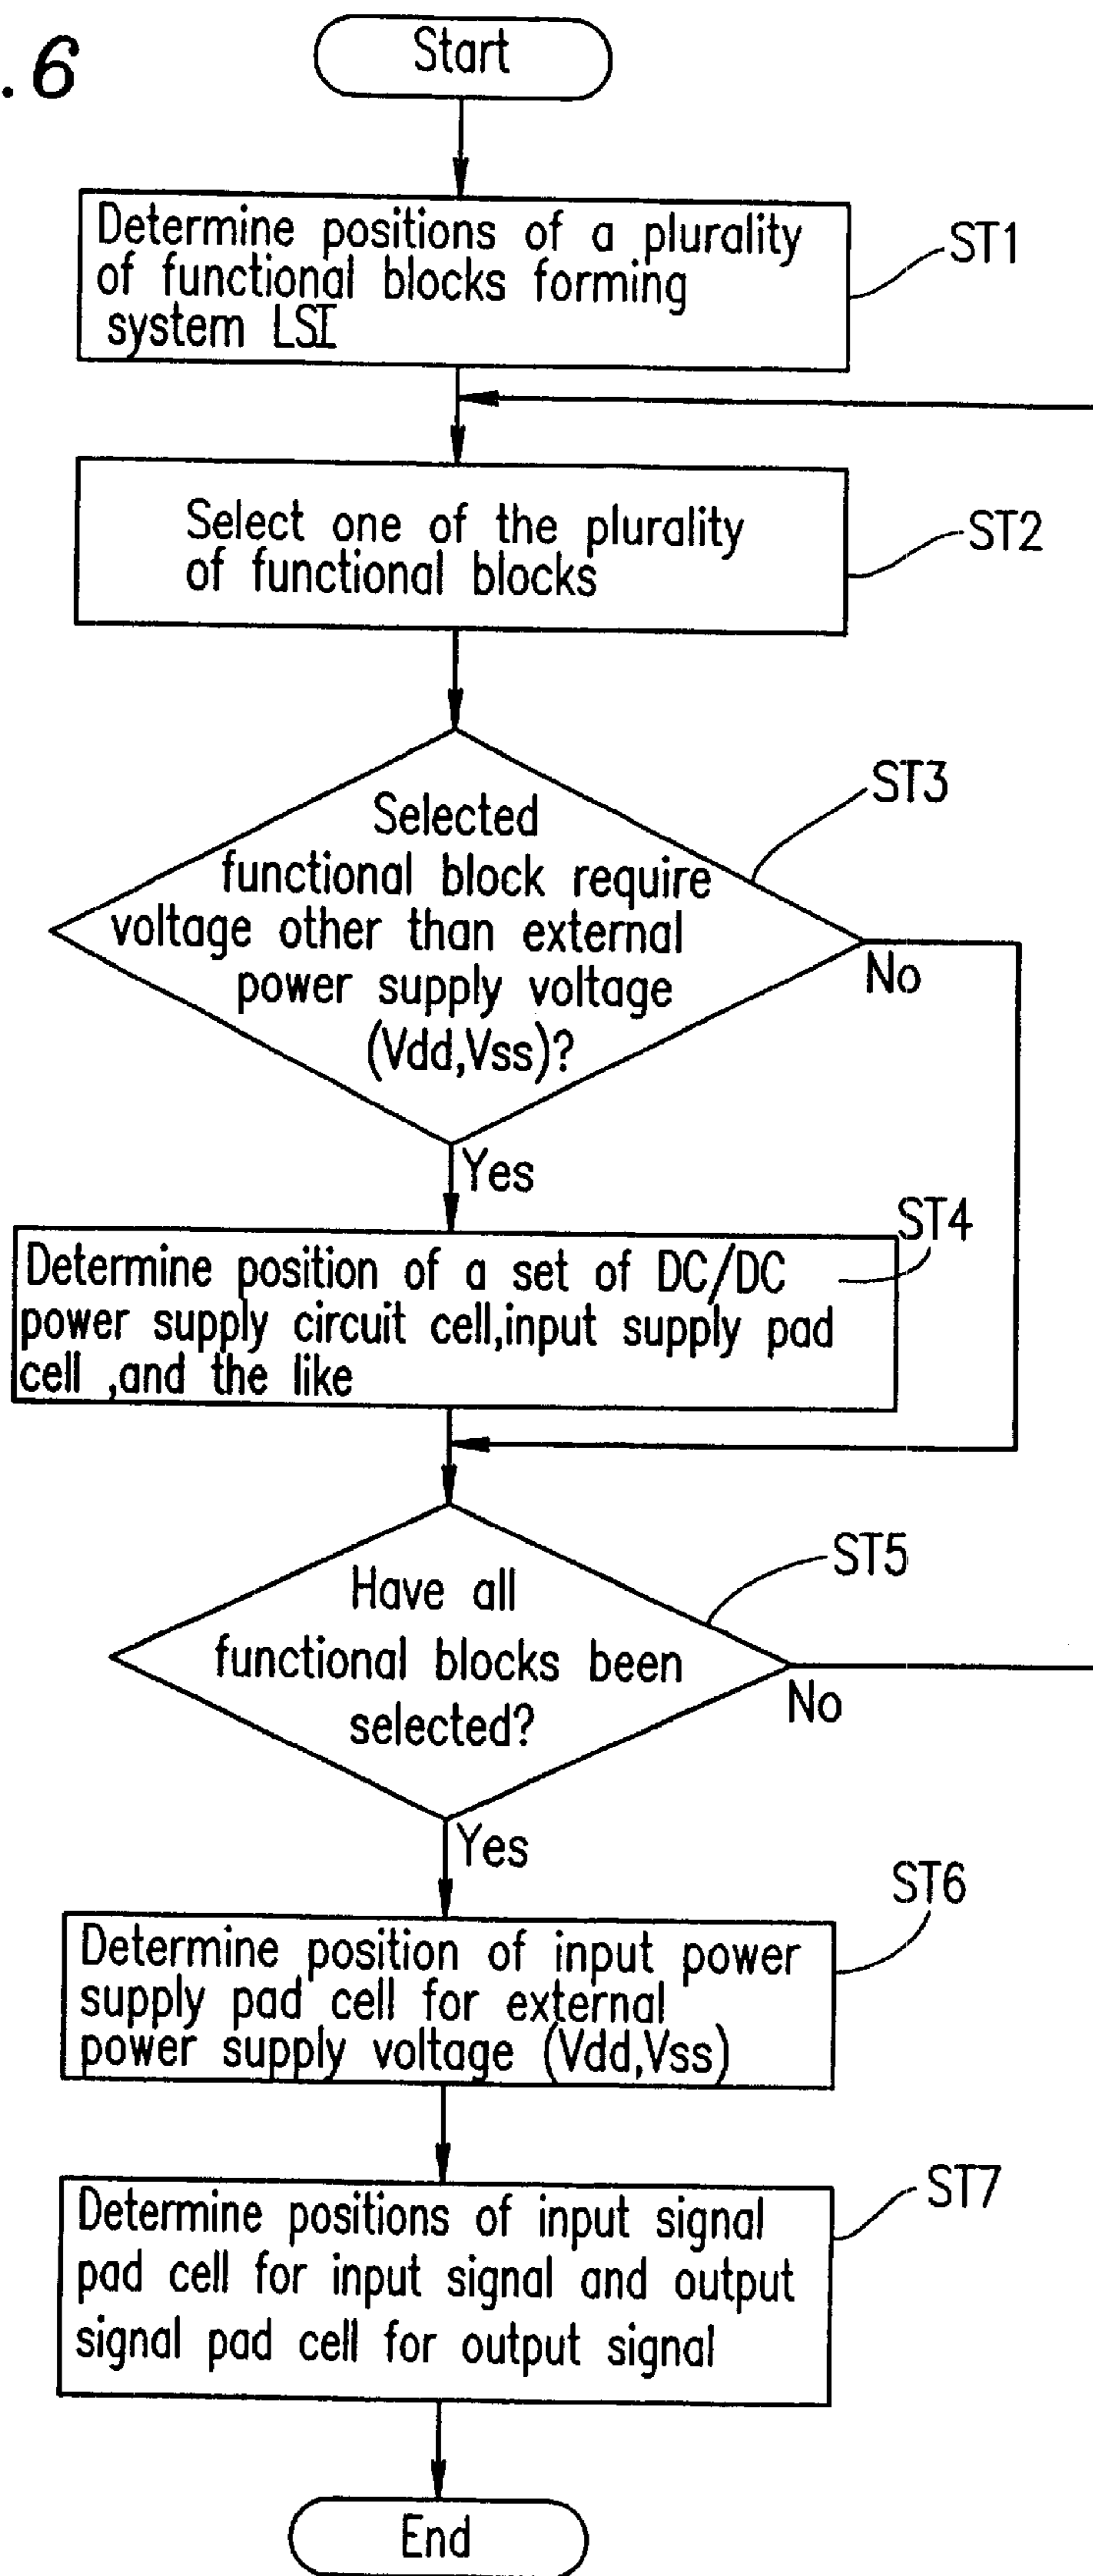 .6
Start
Determine positions of a plurality
of functional blocks forming
system LSI
ST1
Select one of the plurality
of functional blocks
ST2
Selected
functional block require
voltage other than external
power supply voltage
(Vdd,Vss)?
ST3
No
Yes
ST4
Determine position of a set of DC/DC
power supply circuit cell,input supply pad
cell ,and the like
Have all
functional blocks been
selected?
ST5
No
Yes
ST6
Determine position of input power
supply pad cell for external
power supply voltage (Vdd,Vss)
ST7
Determine positions of input signal
pad cell for input signal and output
signal pad cell for output signal
End